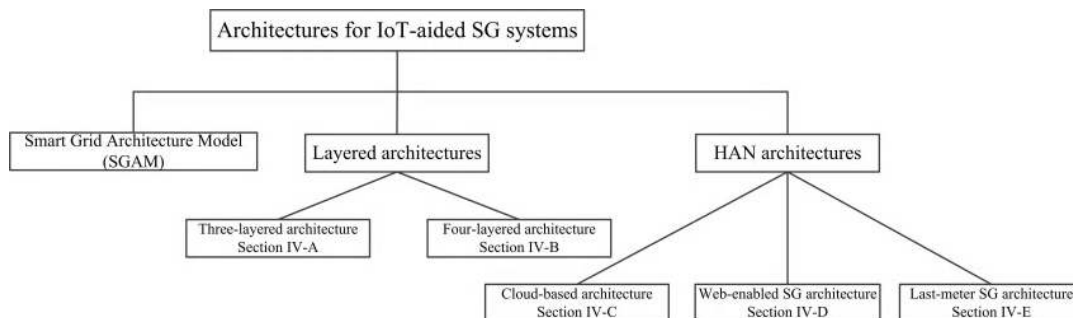 Architectures for IoT-aided SG systems
Smart Grid Architecture Model
(SGAM)
Layered architectures
HAN architectures
Three-layered architecture
Section IV-A
Four-layered architecture
Section IV-B
Cloud-based architecture
Section IV-C
Web-enabled SG architecture
Section IV-D
Last-meter SG architecture
Section IV-E